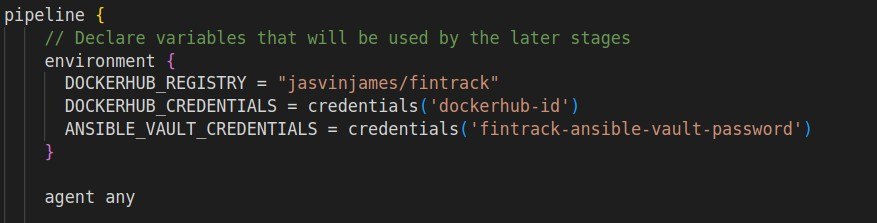 pipeline {
// Declare variables that will be used by the later stages
environment {
DOCKERHUB_REGISTRY = "jasvinjames/fintrack"
DOCKERHUB_CREDENTIALS = credentials('dockerhub-id')
ANSIBLE_VAULT_CREDENTIALS = credentials('fintrack-ansible-vault-password')
}
agent any